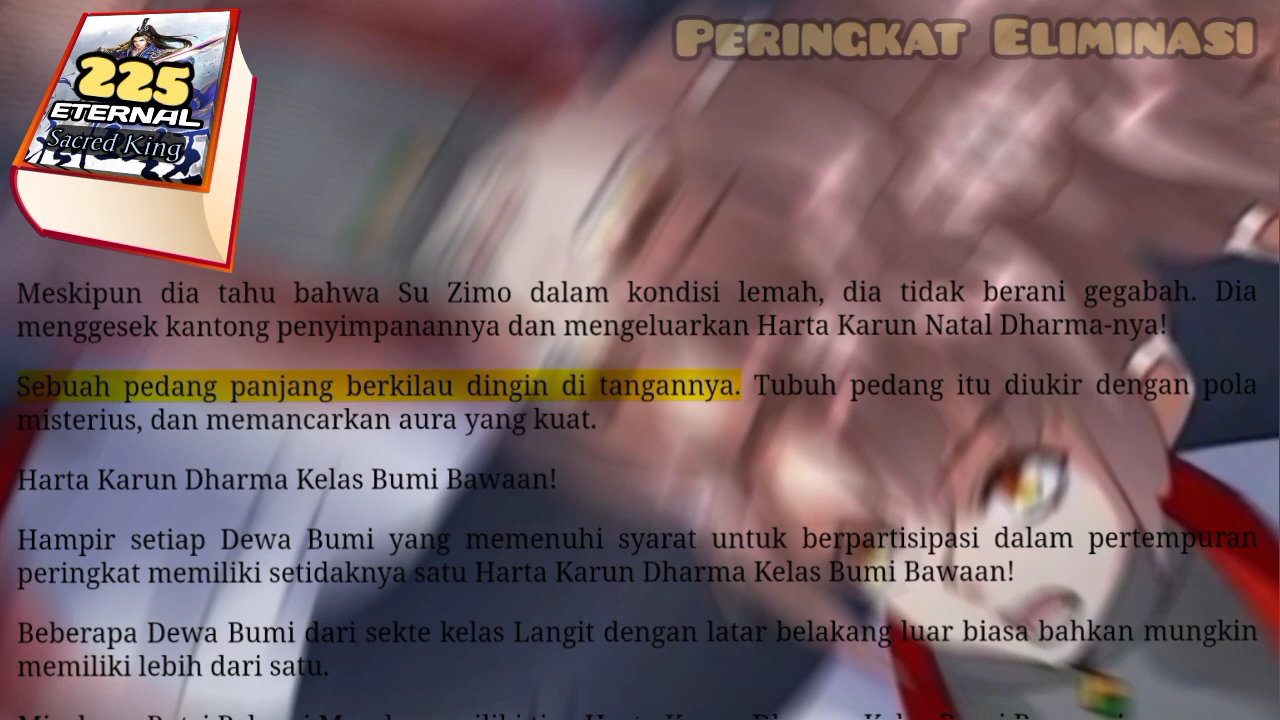 PERINGKAT ELIMINASI
225
ETERNAL
Sacred King
Meskipun dia tahu bahwa Su Zimo dalam kondisi lemah, dia tidak berani gegabah. Dia
menggesek kantong penyimpanannya dan mengeluarkan Harta Karun Natal Dharma-nya!
Sebuah pedang panjang berkilau dingin di tangannya. Tubuh pedang itu diukir dengan pola
misterius, dan memancarkan aura yang kuat.
Harta Karun Dharma Kelas Bumi Bawaan!
Hampir setiap Dewa Bumi yang memenuhi syarat untuk berpartisipasi dalam pertempuran
peringkat memiliki setidaknya satu Harta Karun Dharma Kelas Bumi Bawaan!
Beberapa Dewa Bumi dari sekte kelas Langit dengan latar belakang luar biasa bahkan mungkin
memiliki lebih dari satu.